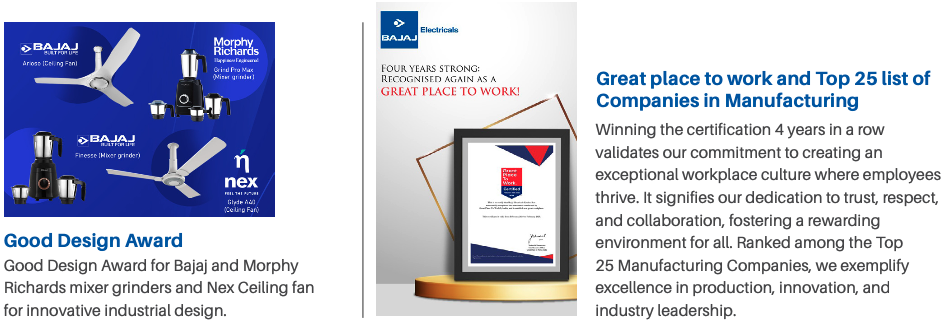 BAJAJ
BUILT FOR LIFE
Arioso (Ceiling Fan)
Morphy
Richards
Happiness Engineered
Grind Pro Max
(Mixer grinder)
BAJAJ
BUILT FOR LIFE
Finesse (Mixer grinder)
nex
FEEL THE FUTURE
Glyde A40
(Ceiling Fan)
Good Design Award
Good Design Award for Bajaj and Morphy
Richards mixer grinders and Nex Ceiling fan
for innovative industrial design.
BAJAJ
Electricals
FOUR YEARS STRONG:
RECOGNISED AGAIN AS A
GREAT PLACE TO WORK!
Great
Place
To
Work
Certified
Great place to work and Top 25 list of
Companies in Manufacturing
Winning the certification 4 years in a row
validates our commitment to creating an
exceptional workplace culture where employees
thrive. It signifies our dedication to trust, respect,
and collaboration, fostering a rewarding
environment for all. Ranked among the Top
25 Manufacturing Companies, we exemplify
excellence in production, innovation, and
industry leadership.